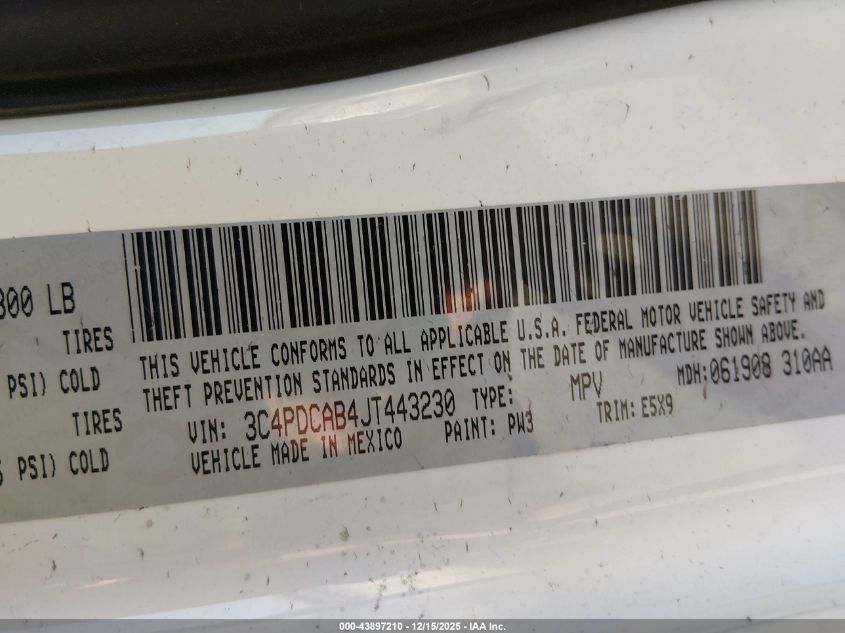 300 LB
TIRES
PSI) COLD
TIRES
PSI) COLD
THIS VEHICLE CONFORMS TO ALL APPLICABLE U.S.A. FEDERAL MOTOR VEHICLE SAFETY AND
THEFT PREVENTION STANDARDS IN EFFECT ON THE DATE OF MANUFACTURE SHOWN ABOVE.
VIN: 3C4PDCAB4JT443230 TYPE: MPV MDH:061908 310AA
VEHICLE MADE IN MEXICO PAINT: PW3 TRIM: E5X9
000-43897210 - 12/15/2025 - IAA Inc.